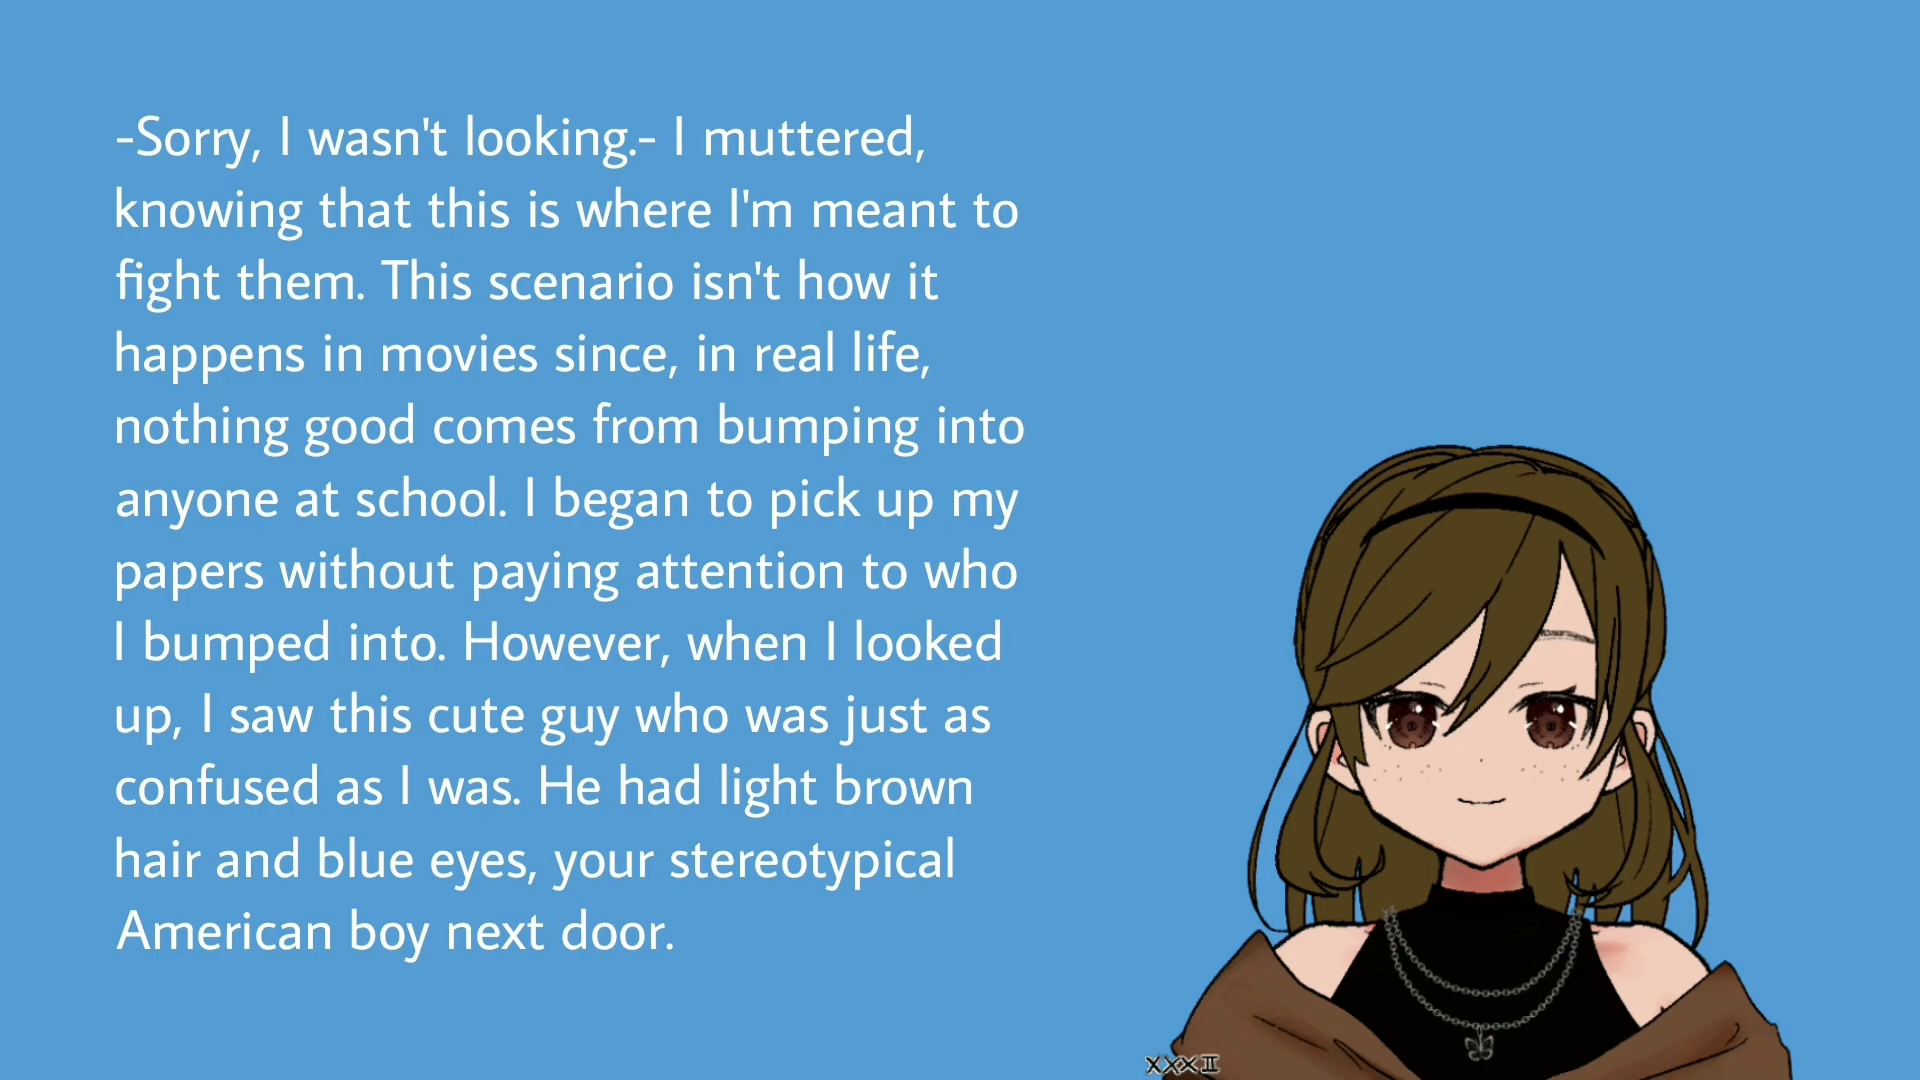 -Sorry, I wasn't looking.- I muttered,
knowing that this is where I'm meant to
fight them. This scenario isn't how it
happens in movies since, in real life,
nothing good comes from bumping into
anyone at school. I began to pick up my
papers without paying attention to who
I bumped into. However, when I looked
up, I saw this cute guy who was just as
confused as I was. He had light brown
hair and blue eyes, your stereotypical
American boy next door.
XXXII